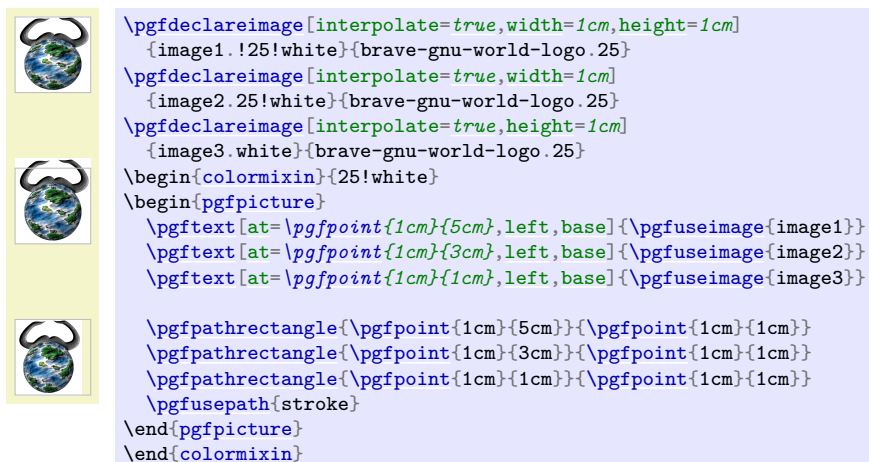 \pgfdeclareimage[interpolate=true,width=1cm,height=1cm]
{image1.!25!white}{brave-gnu-world-logo.25}
\pgfdeclareimage[interpolate=true,width=1cm]
{image2.25!white}{brave-gnu-world-logo.25}
\pgfdeclareimage[interpolate=true,height=1cm]
{image3.white}{brave-gnu-world-logo.25}
\begin{colormixin}{25!white}
\begin{pgfpicture}
\pgftext[at=\pgfpoint{1cm}{5cm},left,base]{\pgfuseimage{image1}}
\pgftext[at=\pgfpoint{1cm}{3cm},left,base]{\pgfuseimage{image2}}
\pgftext[at=\pgfpoint{1cm}{1cm},left,base]{\pgfuseimage{image3}}
\pgfpathrectangle{\pgfpoint{1cm}{5cm}}{\pgfpoint{1cm}{1cm}}
\pgfpathrectangle{\pgfpoint{1cm}{3cm}}{\pgfpoint{1cm}{1cm}}
\pgfpathrectangle{\pgfpoint{1cm}{1cm}}{\pgfpoint{1cm}{1cm}}
\pgfusepath{stroke}
\end{pgfpicture}
\end{colormixin}